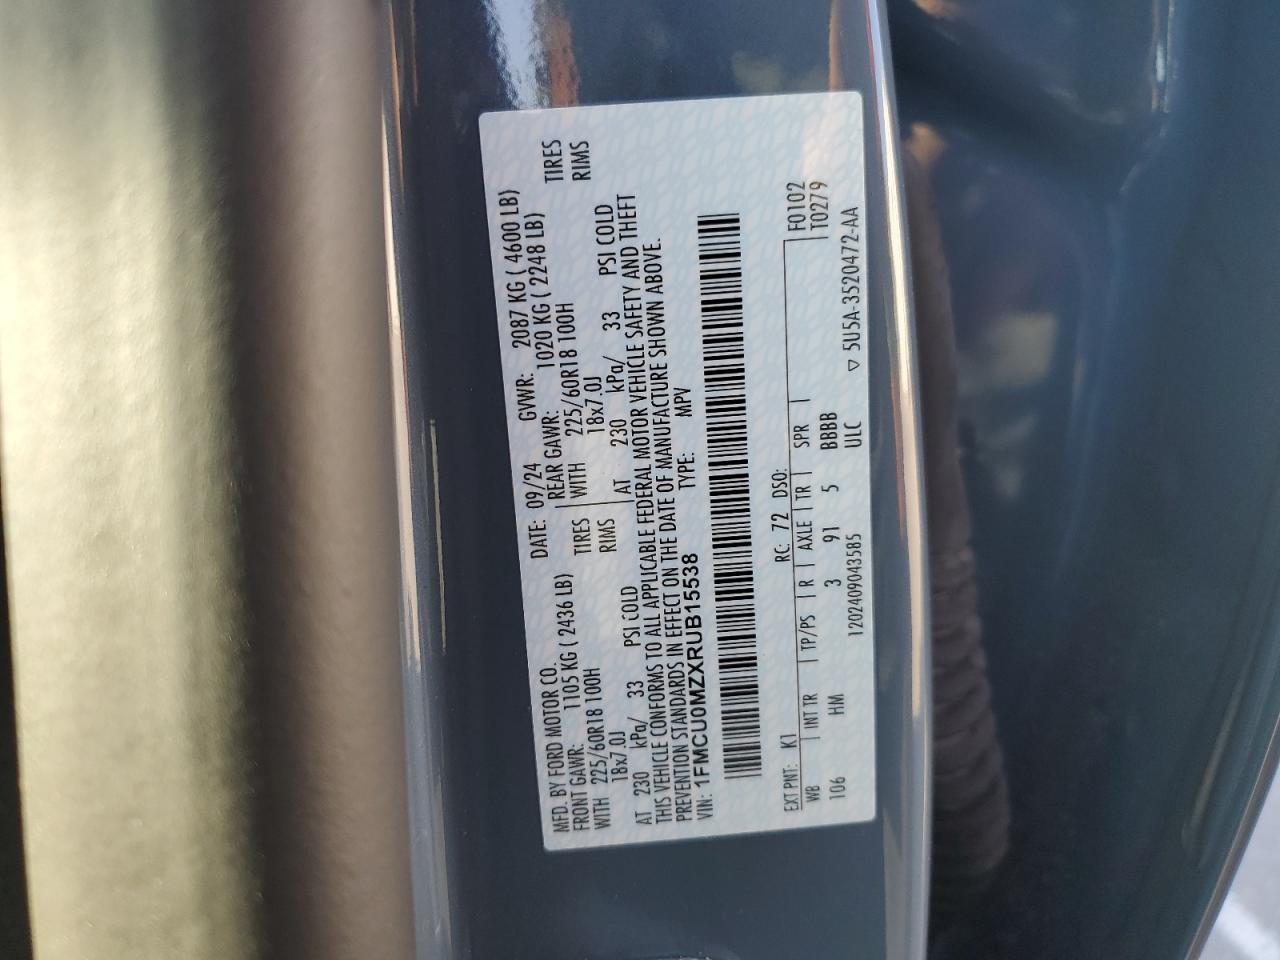 MFD. BY FORD MOTOR CO. DATE: 09/24 GVWR: 2087 KG ( 4600 LB)
FRONT GAWR: 1105 KG ( 2436 LB) REAR GAWR: 1020 KG ( 2248 LB)
WITH 225/60R18 100H TIRES WITH 225/60R18 100H TIRES
18x7.0J RIMS 18x7.0J RIMS
AT 230 kPa/ 33 PSI COLD AT 230 kPa/ 33 PSI COLD
THIS VEHICLE CONFORMS TO ALL APPLICABLE FEDERAL MOTOR VEHICLE SAFETY AND THEFT
PREVENTION STANDARDS IN EFFECT ON THE DATE OF MANUFACTURE SHOWN ABOVE.
VIN: 1FMCU0MZXRUB15538 TYPE: MPV
EXT PNT: K1 RC: 72 DSO: F0102
WB INT TR TP/PS R AXLE TR SPR T0279
106 HM 3 91 5 BBBB
1202409043585 ULC ▽ 5U5A-3520472-AA